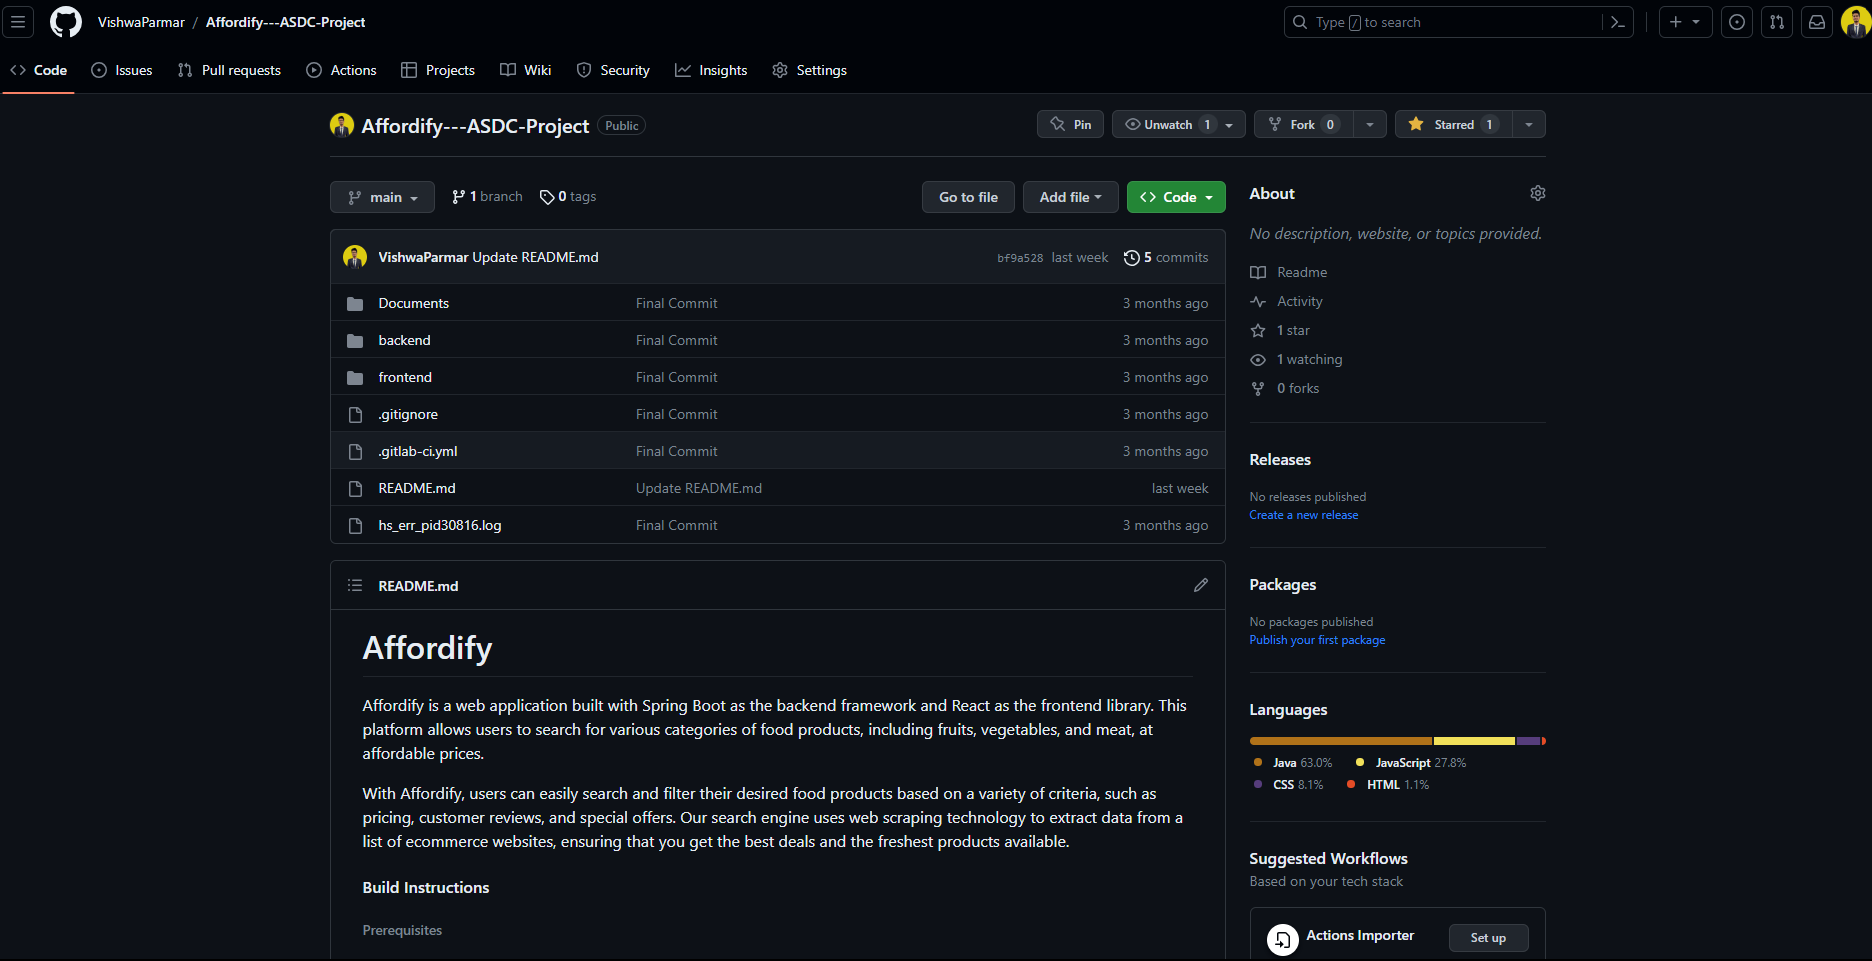 VishwaParmar / Affordify---ASDC-Project
Type / to search
Code Issues Pull requests Actions Projects Wiki Security Insights Settings
Affordify---ASDC-Project Public
Pin Unwatch 1 Fork 0 Starred 1
main 1 branch 0 tags
Go to file Add file Code
VishwaParmar Update README.md bf9a528 last week 5 commits
Documents Final Commit 3 months ago
backend Final Commit 3 months ago
frontend Final Commit 3 months ago
.gitignore Final Commit 3 months ago
.gitlab-ci.yml Final Commit 3 months ago
README.md Update README.md last week
hs_err_pid30816.log Final Commit 3 months ago
README.md
Affordify
Affordify is a web application built with Spring Boot as the backend framework and React as the frontend library. This
platform allows users to search for various categories of food products, including fruits, vegetables, and meat, at
affordable prices.
With Affordify, users can easily search and filter their desired food products based on a variety of criteria, such as
pricing, customer reviews, and special offers. Our search engine uses web scraping technology to extract data from a
list of ecommerce websites, ensuring that you get the best deals and the freshest products available.
Build Instructions
Prerequisites
About
No description, website, or topics provided.
Readme
Activity
1 star
1 watching
0 forks
Releases
No releases published
Create a new release
Packages
No packages published
Publish your first package
Languages
Java 63.0% JavaScript 27.8%
CSS 8.1% HTML 1.1%
Suggested Workflows
Based on your tech stack
Actions Importer Set up